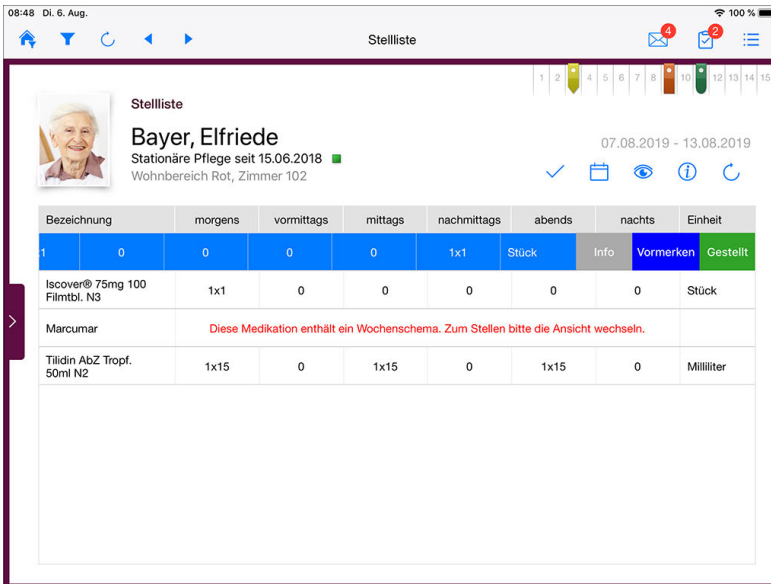 08:48 Di. 6. Aug. 100 %
Stellliste
4
2
1 2 4 5 6 7 8 10 12 13 14 15
Stellliste
Bayer, Elfriede
Stationäre Pflege seit 15.06.2018
Wohnbereich Rot, Zimmer 102
07.08.2019 - 13.08.2019
Bezeichnung morgens vormittags mittags nachmittags abends nachts Einheit
:1 0 0 0 0 1x1 Stück Info Vormerken Gestellt
Iscover® 75mg 100
Filmtbl. N3 1x1 0 0 0 0 0 Stück
Marcumar Diese Medikation enthält ein Wochenschema. Zum Stellen bitte die Ansicht wechseln.
Tilidin AbZ Tropf.
50ml N2 1x15 0 1x15 0 1x15 0 Milliliter